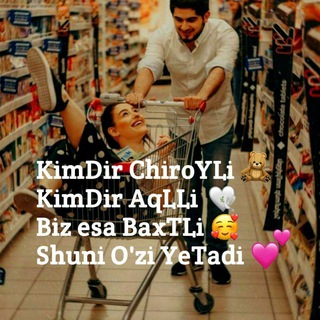 KimDir ChiroYLi 🧸
KimDir AqLLi 🤍
Biz esa BaxTLi 🥰
Shuni O'zi YeTadi 💕